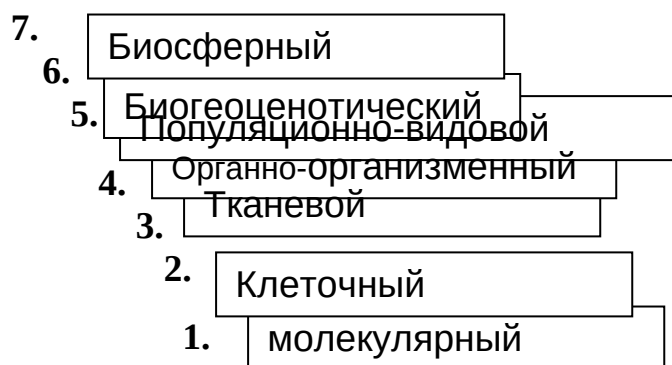 7. Биосферный
6. Биогеоценотический
5. Популяционно-видовой
4. Органно-организменный
3. Тканевой
2. Клеточный
1. молекулярный